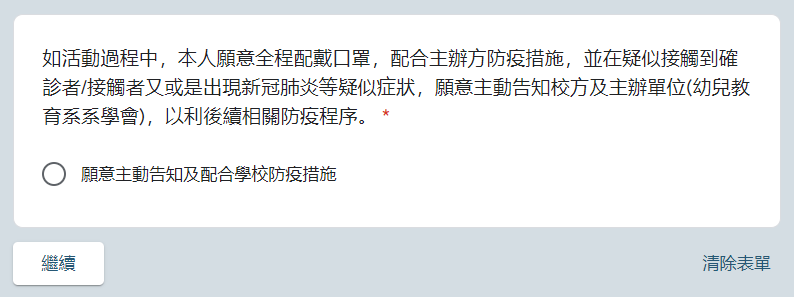 如活動過程中，本人願意全程配戴口罩，配合主辦方防疫措施，並在疑似接觸到確
診者/接觸者又或是出現新冠肺炎等疑似症狀，願意主動告知校方及主辦單位(幼兒教
育系系學會)，以利後續相關防疫程序。 *
願意主動告知及配合學校防疫措施
繼續
清除表單